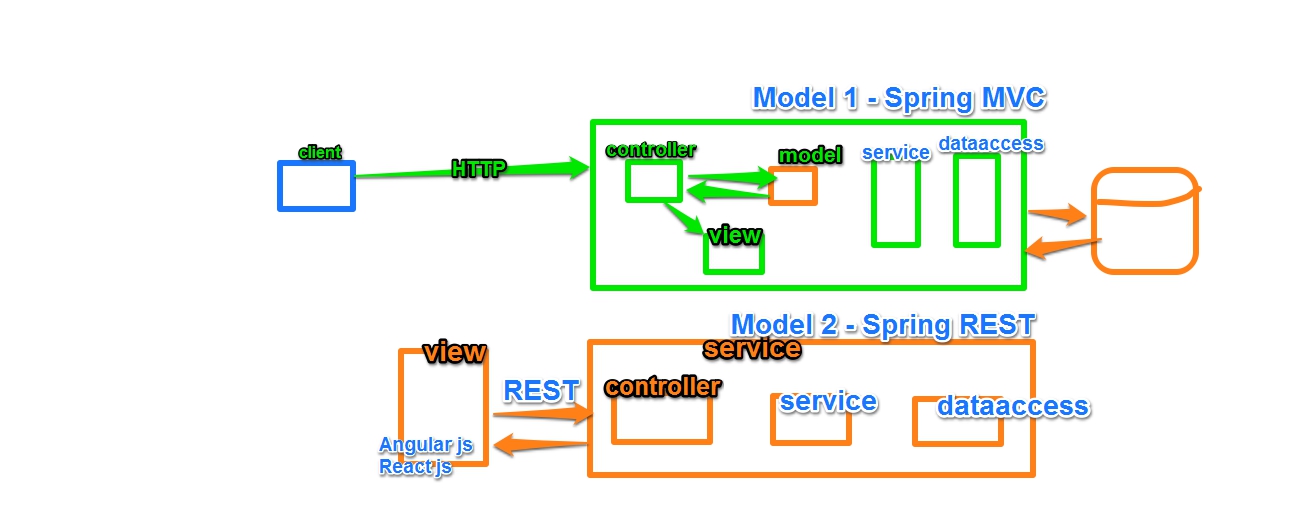 Model 1 - Spring MVC
client
HTTP
controller
model
service
dataaccess
view
Model 2 - Spring REST
service
view
REST
controller
service
dataaccess
Angular js
React js